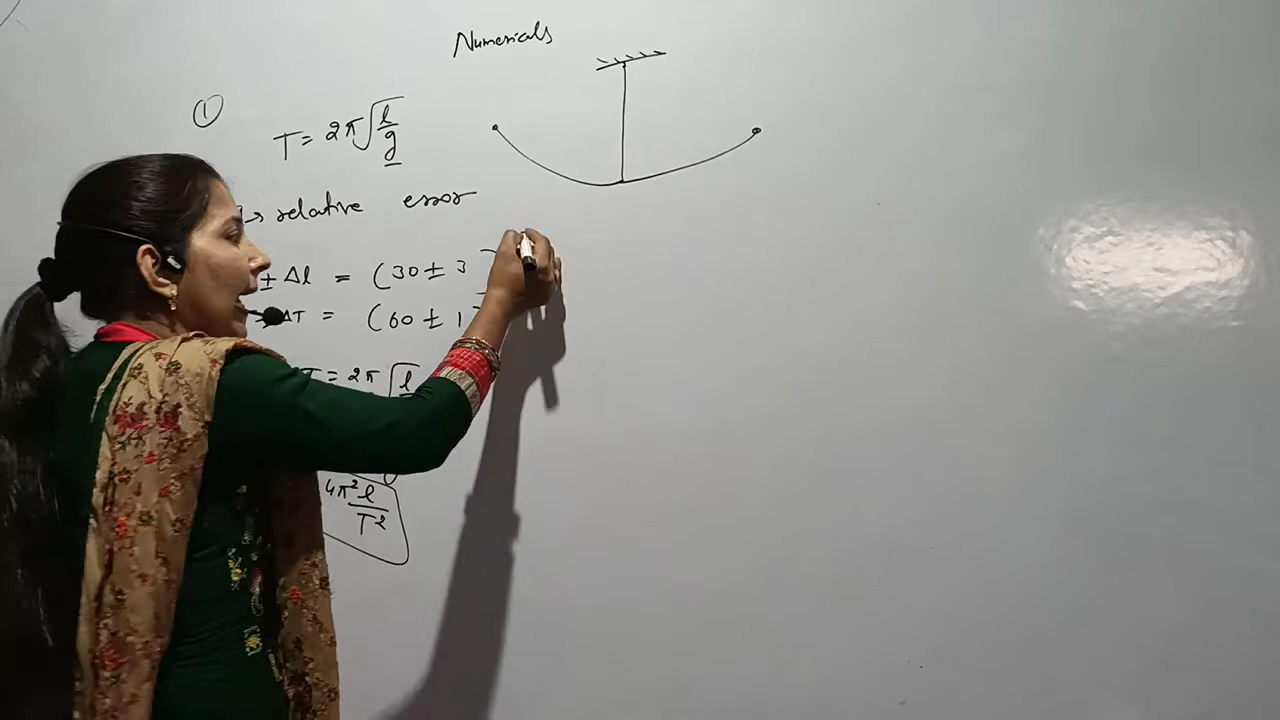 Numericals
①
T = 2π√l/g
↳ relative error
± Δl = (30 ± 3
ΔT = (60 ± 1
T = 2π √l
4π²l
T²